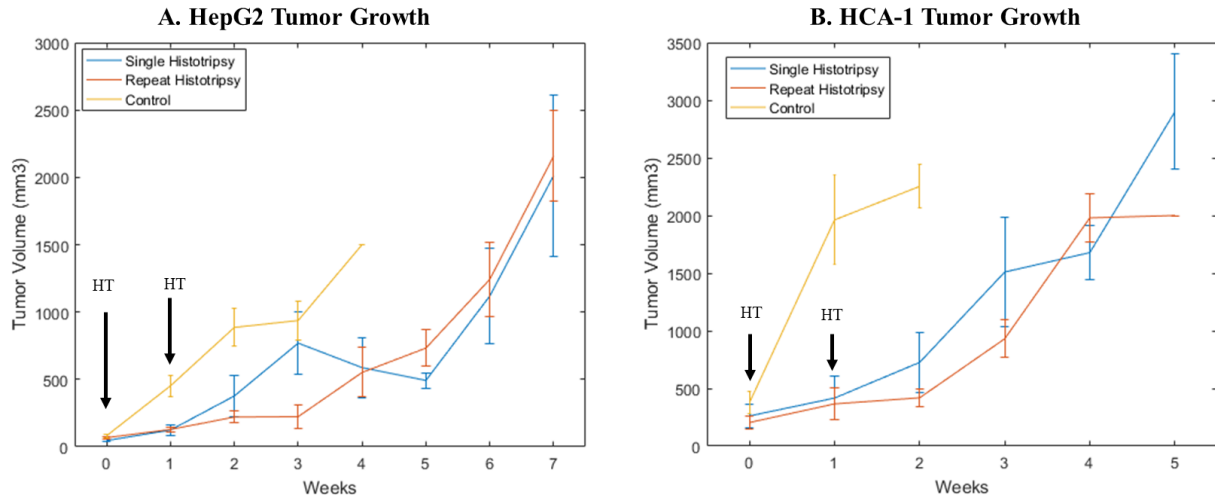 A. HepG2 Tumor Growth
3000
2500
2000
1500
1000
500
0
Tumor Volume (mm3)
Single Histotripsy
Repeat Histotripsy
Control
HT
HT
0 1 2 3 4 5 6 7
Weeks
B. HCA-1 Tumor Growth
3500
3000
2500
2000
1500
1000
500
0
Tumor Volume (mm3)
Single Histotripsy
Repeat Histotripsy
Control
HT
HT
0 1 2 3 4 5
Weeks